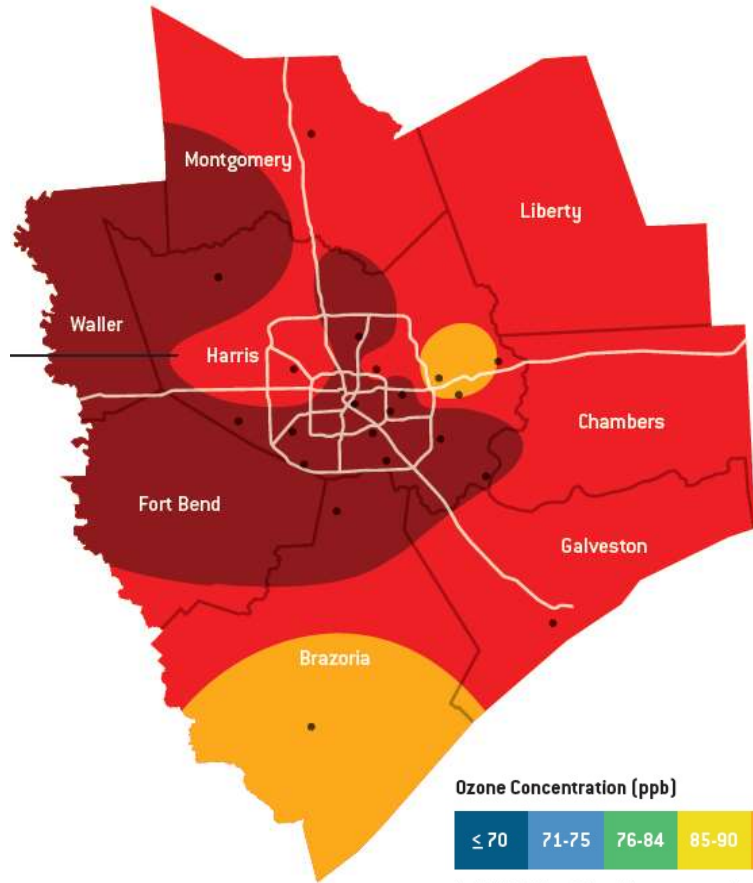 Montgomery
Liberty
Waller
Harris
Chambers
Fort Bend
Galveston
Brazoria
Ozone Concentration (ppb)
≤ 70 71-75 76-84 85-90